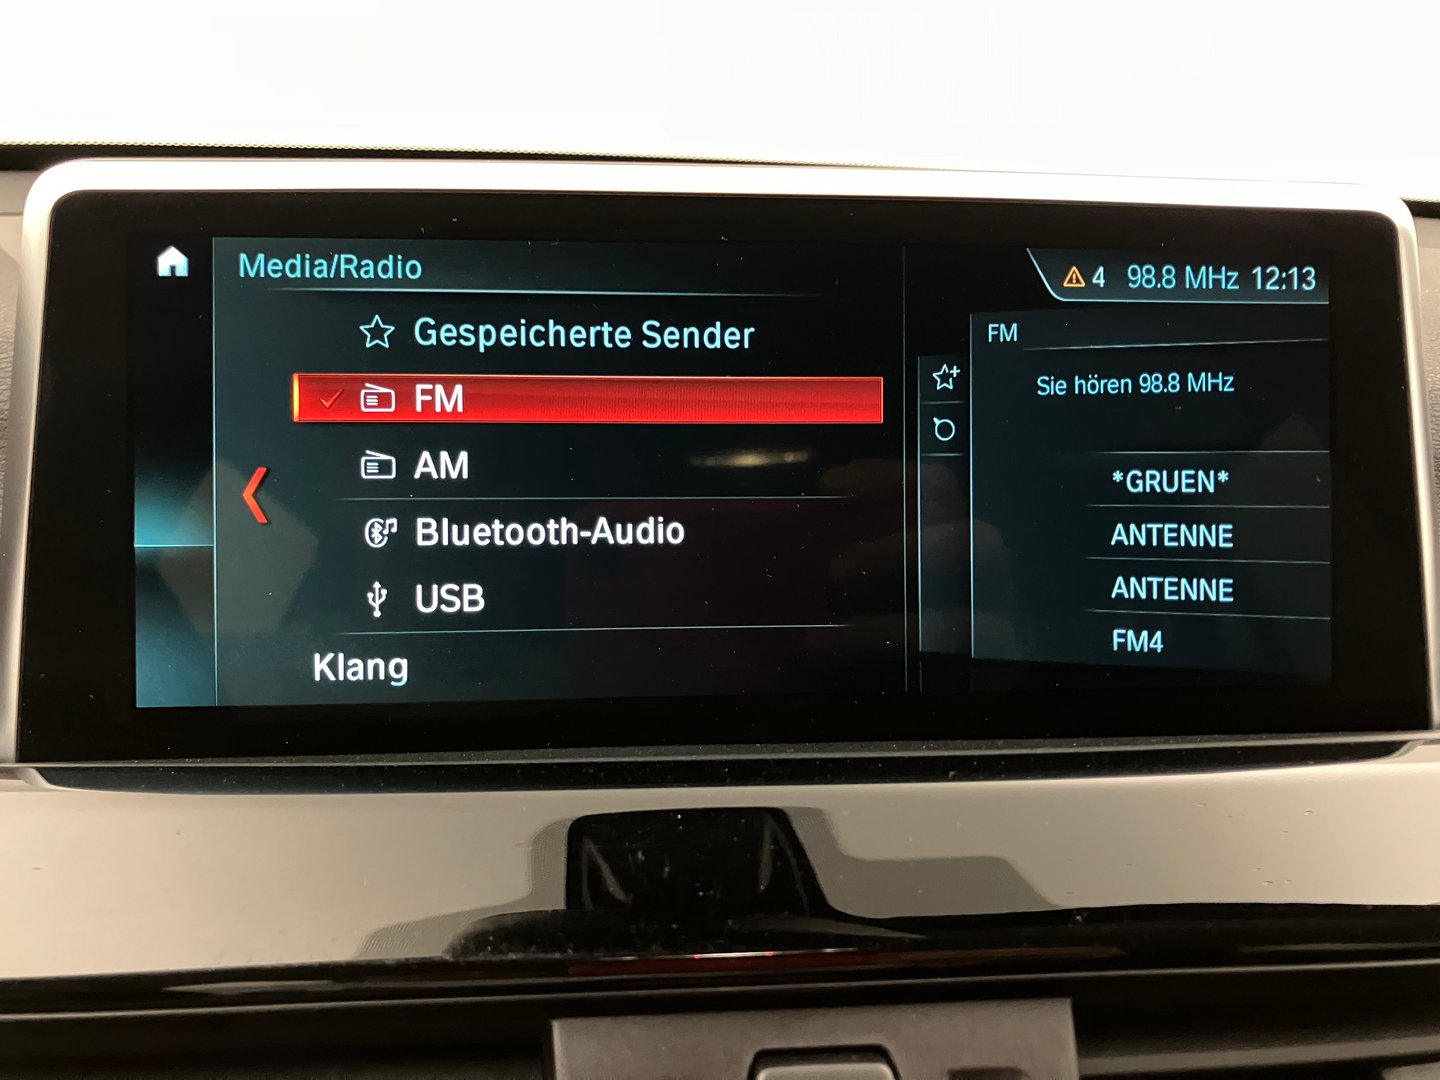 Media/Radio
4 98.8 MHz 12:13
Gespeicherte Sender
FM
AM
Bluetooth-Audio
USB
Klang
FM
Sie hören 98.8 MHz
*GRUEN*
ANTENNE
ANTENNE
FM4